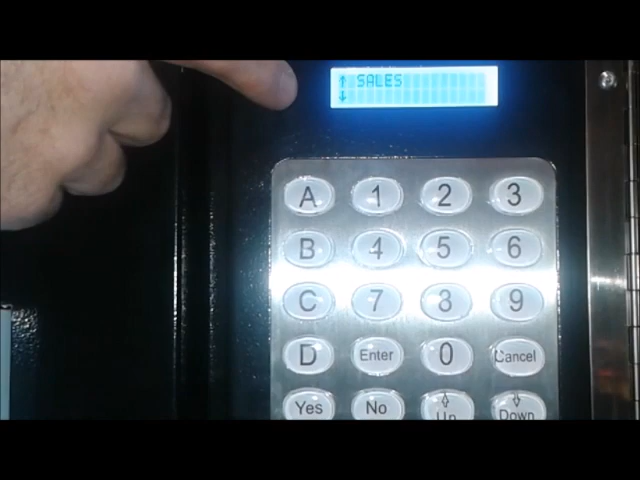 ↑ SALES
↓
A 1 2 3
B 4 5 6
C 7 8 9
D Enter 0 Cancel
Yes No Up Down